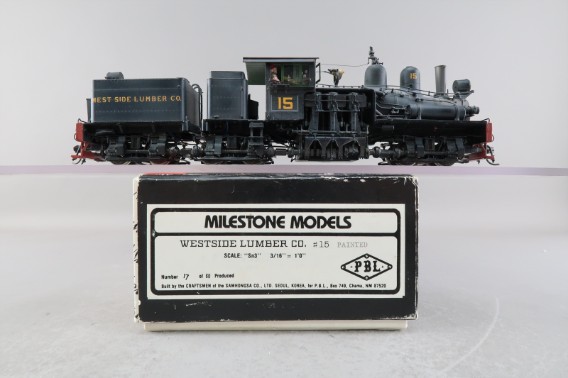 WEST SIDE LUMBER CO.
15
15
MILESTONE MODELS
WESTSIDE LUMBER CO. #15 PAINTED
SCALE: "Sn3" 3/16" = 1'0"
PBL
Number 17 of Produced
Built by the CRAFTSMEN of the SAMHONGSA CO., LTD. SEOUL, KOREA, for P.B.L., Box 749, Chama, NM 87520